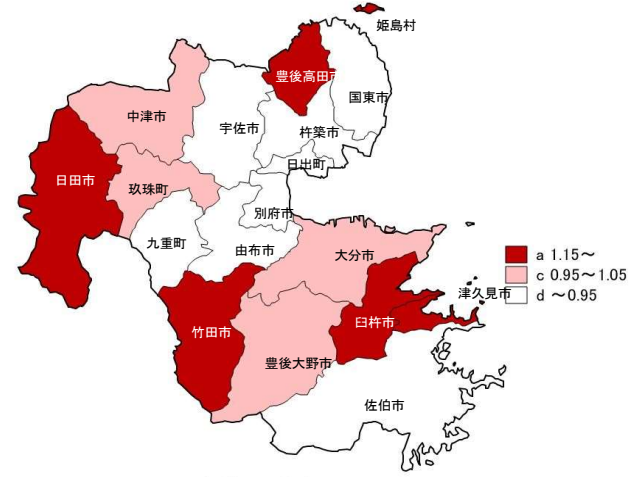 姫島村
豊後高田市
国東市
中津市
宇佐市
杵築市
日出町
日田市
玖珠町
別府市
九重町
由布市
大分市
a 1.15～
c 0.95～1.05
d ～0.95
津久見市
竹田市
臼杵市
豊後大野市
佐伯市